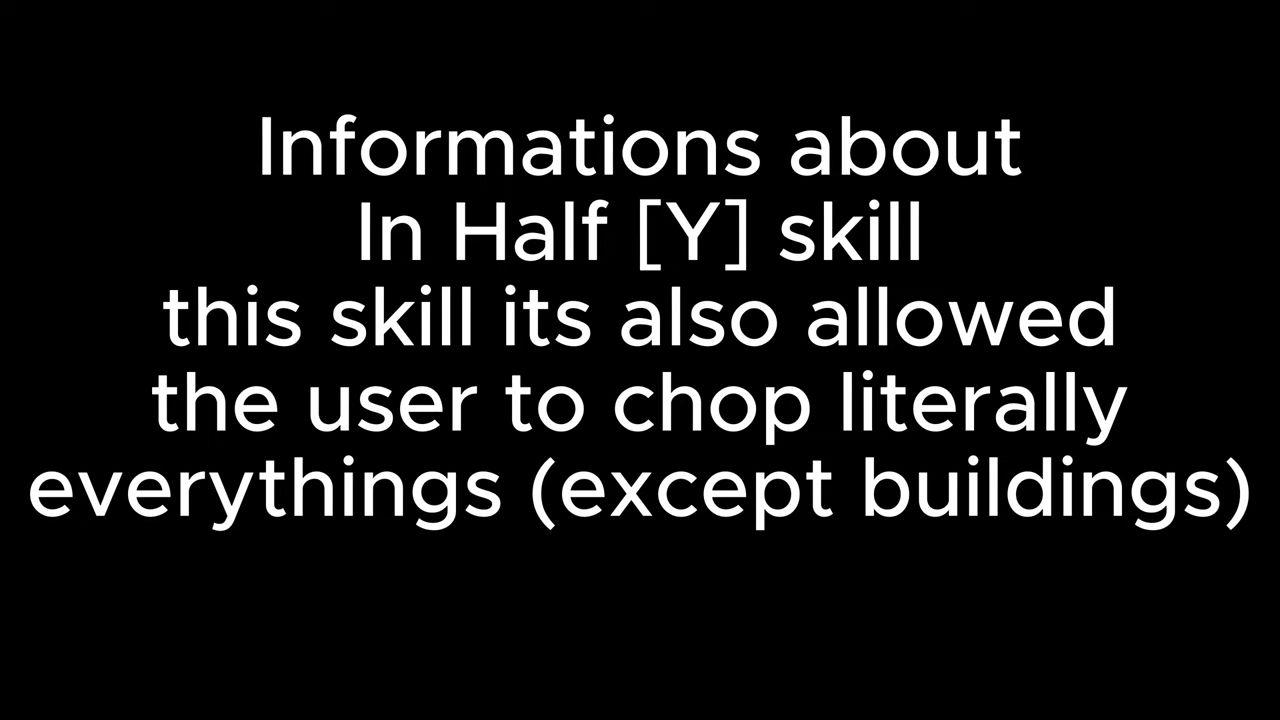 Informations about
In Half [Y] skill
this skill its also allowed
the user to chop literally
everythings (except buildings)